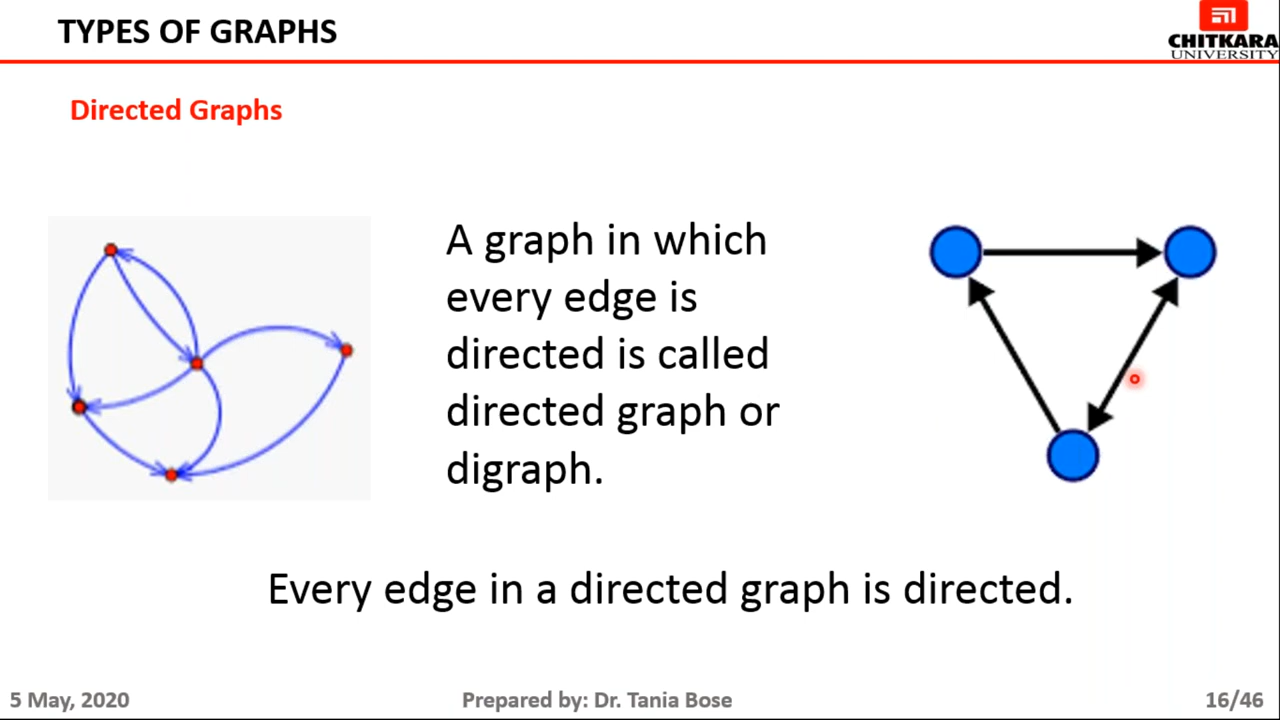 TYPES OF GRAPHS
CHITKARA
UNIVERSITY
Directed Graphs
A graph in which
every edge is
directed is called
directed graph or
digraph.
Every edge in a directed graph is directed.
5 May, 2020
Prepared by: Dr. Tania Bose
16/46